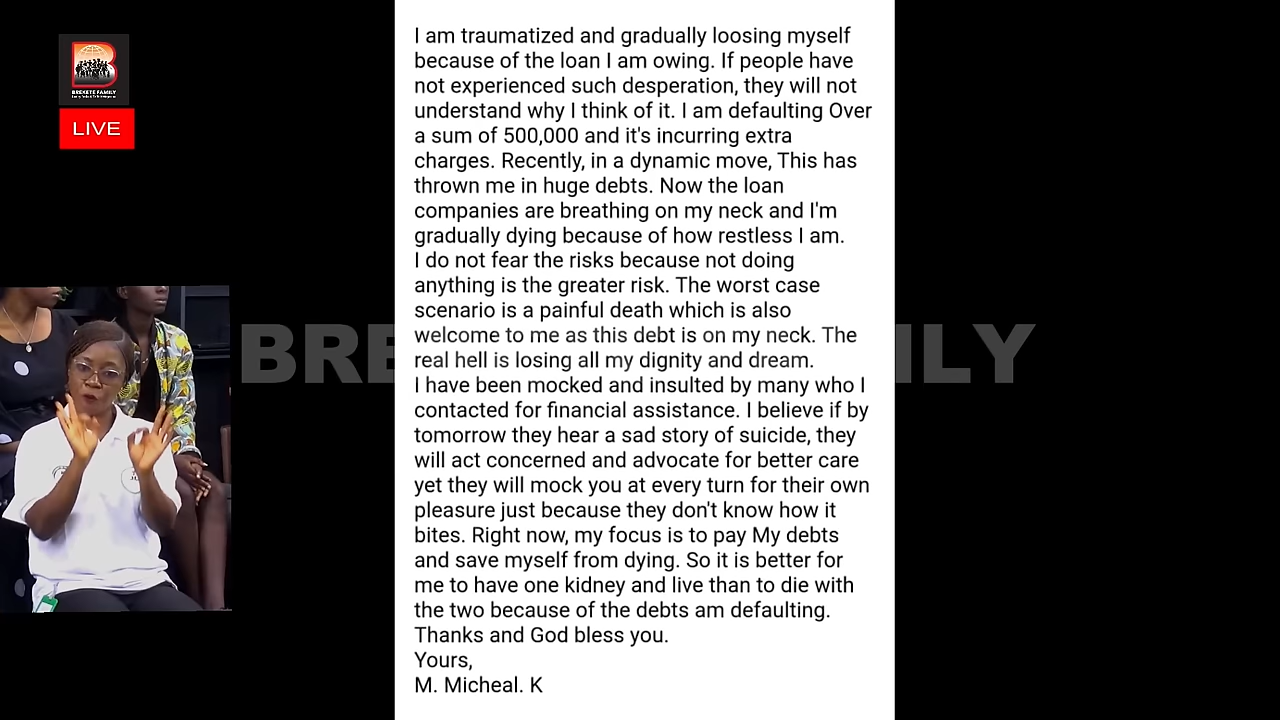 BREKETE FAMILY
LIVE
I am traumatized and gradually loosing myself
because of the loan I am owing. If people have
not experienced such desperation, they will not
understand why I think of it. I am defaulting Over
a sum of 500,000 and it's incurring extra
charges. Recently, in a dynamic move, This has
thrown me in huge debts. Now the loan
companies are breathing on my neck and I'm
gradually dying because of how restless I am.
I do not fear the risks because not doing
anything is the greater risk. The worst case
scenario is a painful death which is also
welcome to me as this debt is on my neck. The
real hell is losing all my dignity and dream.
I have been mocked and insulted by many who I
contacted for financial assistance. I believe if by
tomorrow they hear a sad story of suicide, they
will act concerned and advocate for better care
yet they will mock you at every turn for their own
pleasure just because they don't know how it
bites. Right now, my focus is to pay My debts
and save myself from dying. So it is better for
me to have one kidney and live than to die with
the two because of the debts am defaulting.
Thanks and God bless you.
Yours,
M. Micheal. K
BRE ILY